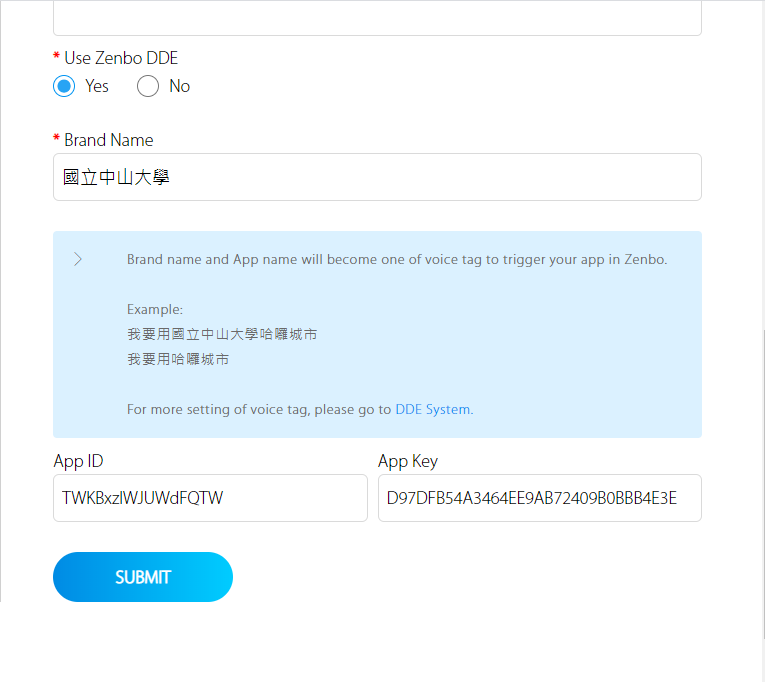 * Use Zenbo DDE
Yes No
* Brand Name
國立中山大學
Brand name and App name will become one of voice tag to trigger your app in Zenbo.
Example:
我要用國立中山大學哈囉城市
我要用哈囉城市
For more setting of voice tag, please go to DDE System.
App ID App Key
TWKBxzlWJUWdFQTW D97DFB54A3464EE9AB72409B0BBB4E3E
SUBMIT